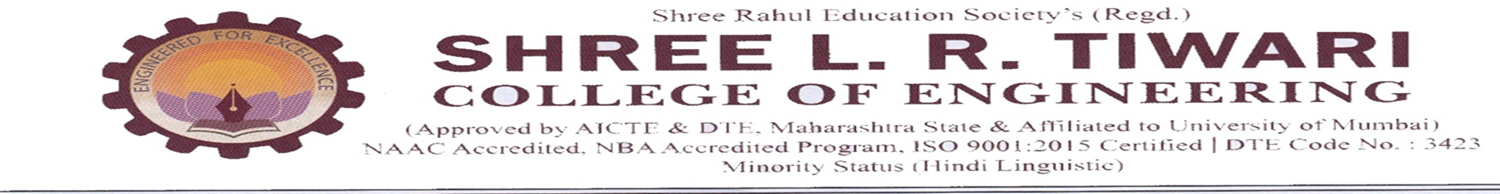 Shree Rahul Education Society's (Regd.)
SHREE L. R. TIWARI
COLLEGE OF ENGINEERING
(Approved by AICTE & DTE, Maharashtra State & Affiliated to University of Mumbai)
NAAC Accredited, NBA Accredited Program, ISO 9001:2015 Certified | DTE Code No. : 3423
Minority Status (Hindi Linguistic)
ENGINEERED FOR EXCELLENCE